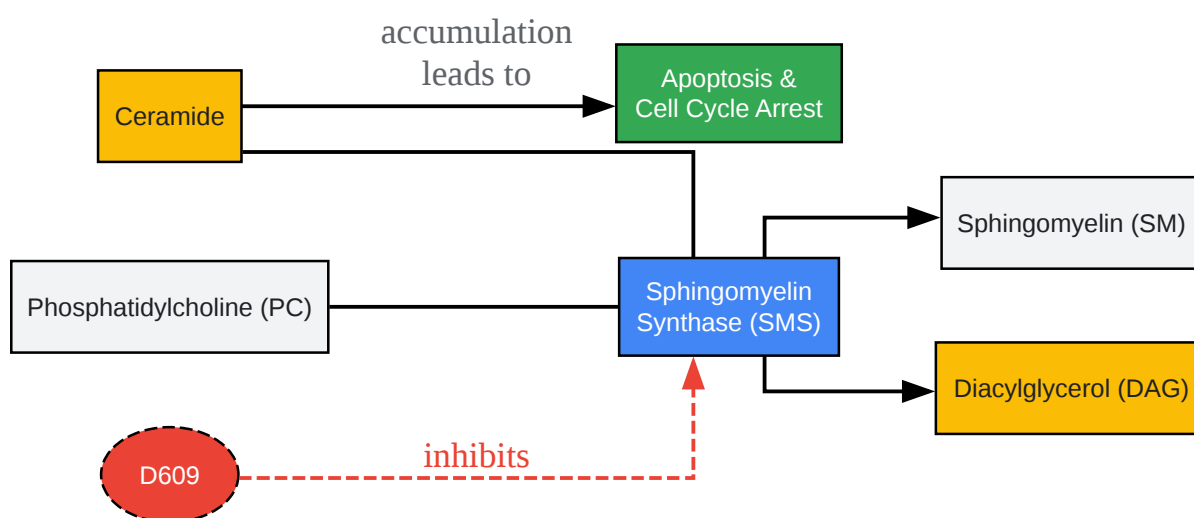 accumulation
leads to
Ceramide
Apoptosis &
Cell Cycle Arrest
Sphingomyelin (SM)
Phosphatidylcholine (PC)
Sphingomyelin
Synthase (SMS)
Diacylglycerol (DAG)
inhibits
D609